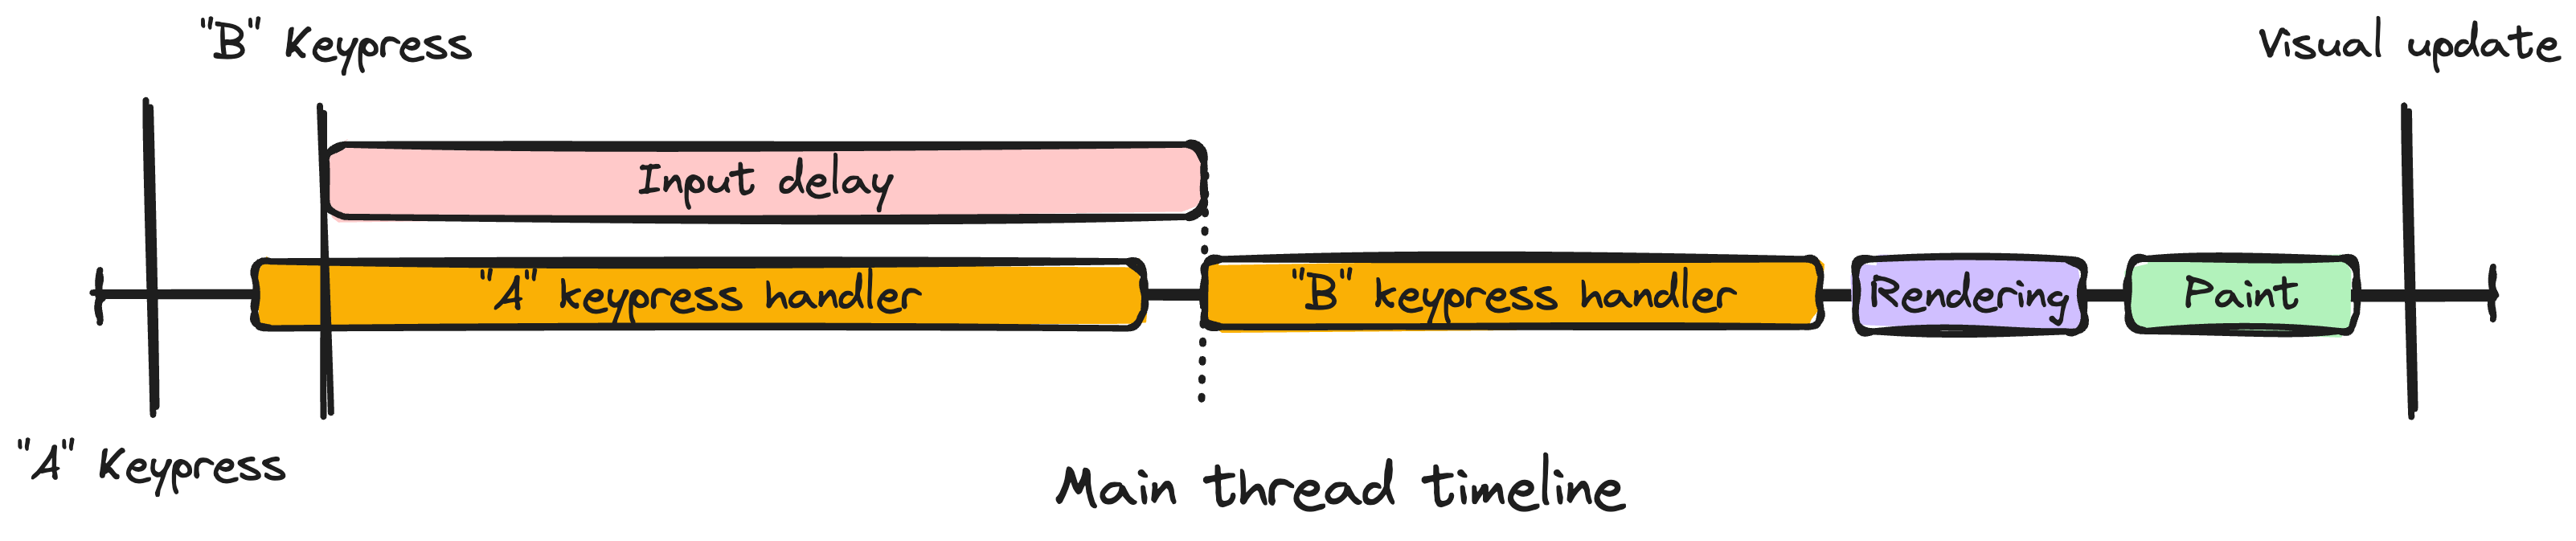 "B" Keypress
Visual update
Input delay
"A" keypress handler
"B" keypress handler
Rendering
Paint
"A" Keypress
Main thread timeline